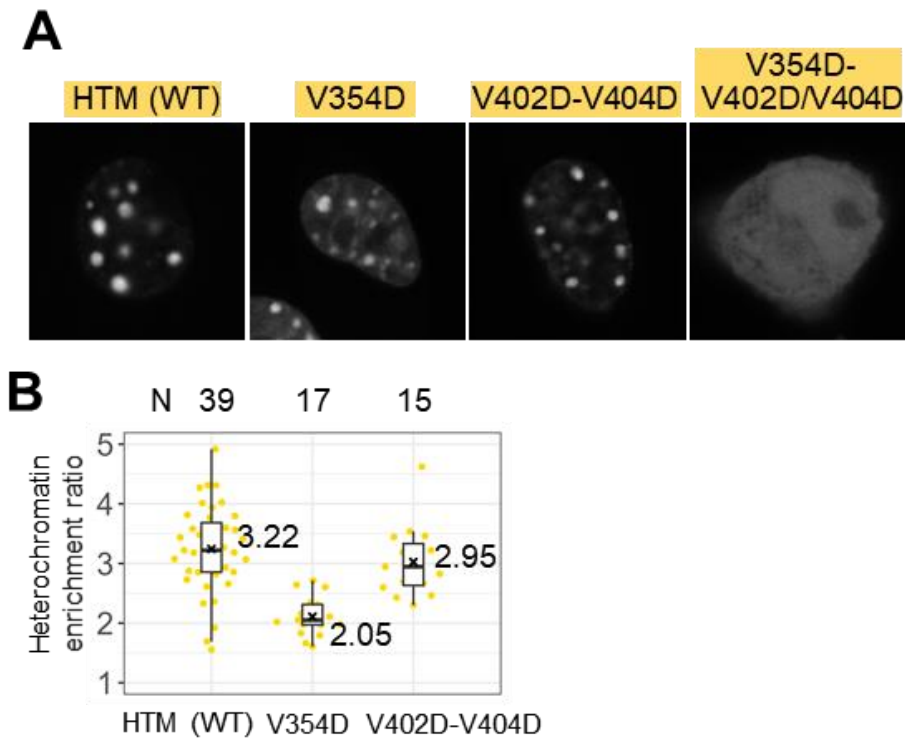 A
HTM (WT)
V354D
V402D-V404D
V354D-
V402D/V404D
B
N 39 17 15
Heterochromatin
enrichment ratio
5
4
3
2
1
3.22
2.05
2.95
HTM (WT) V354D V402D-V404D